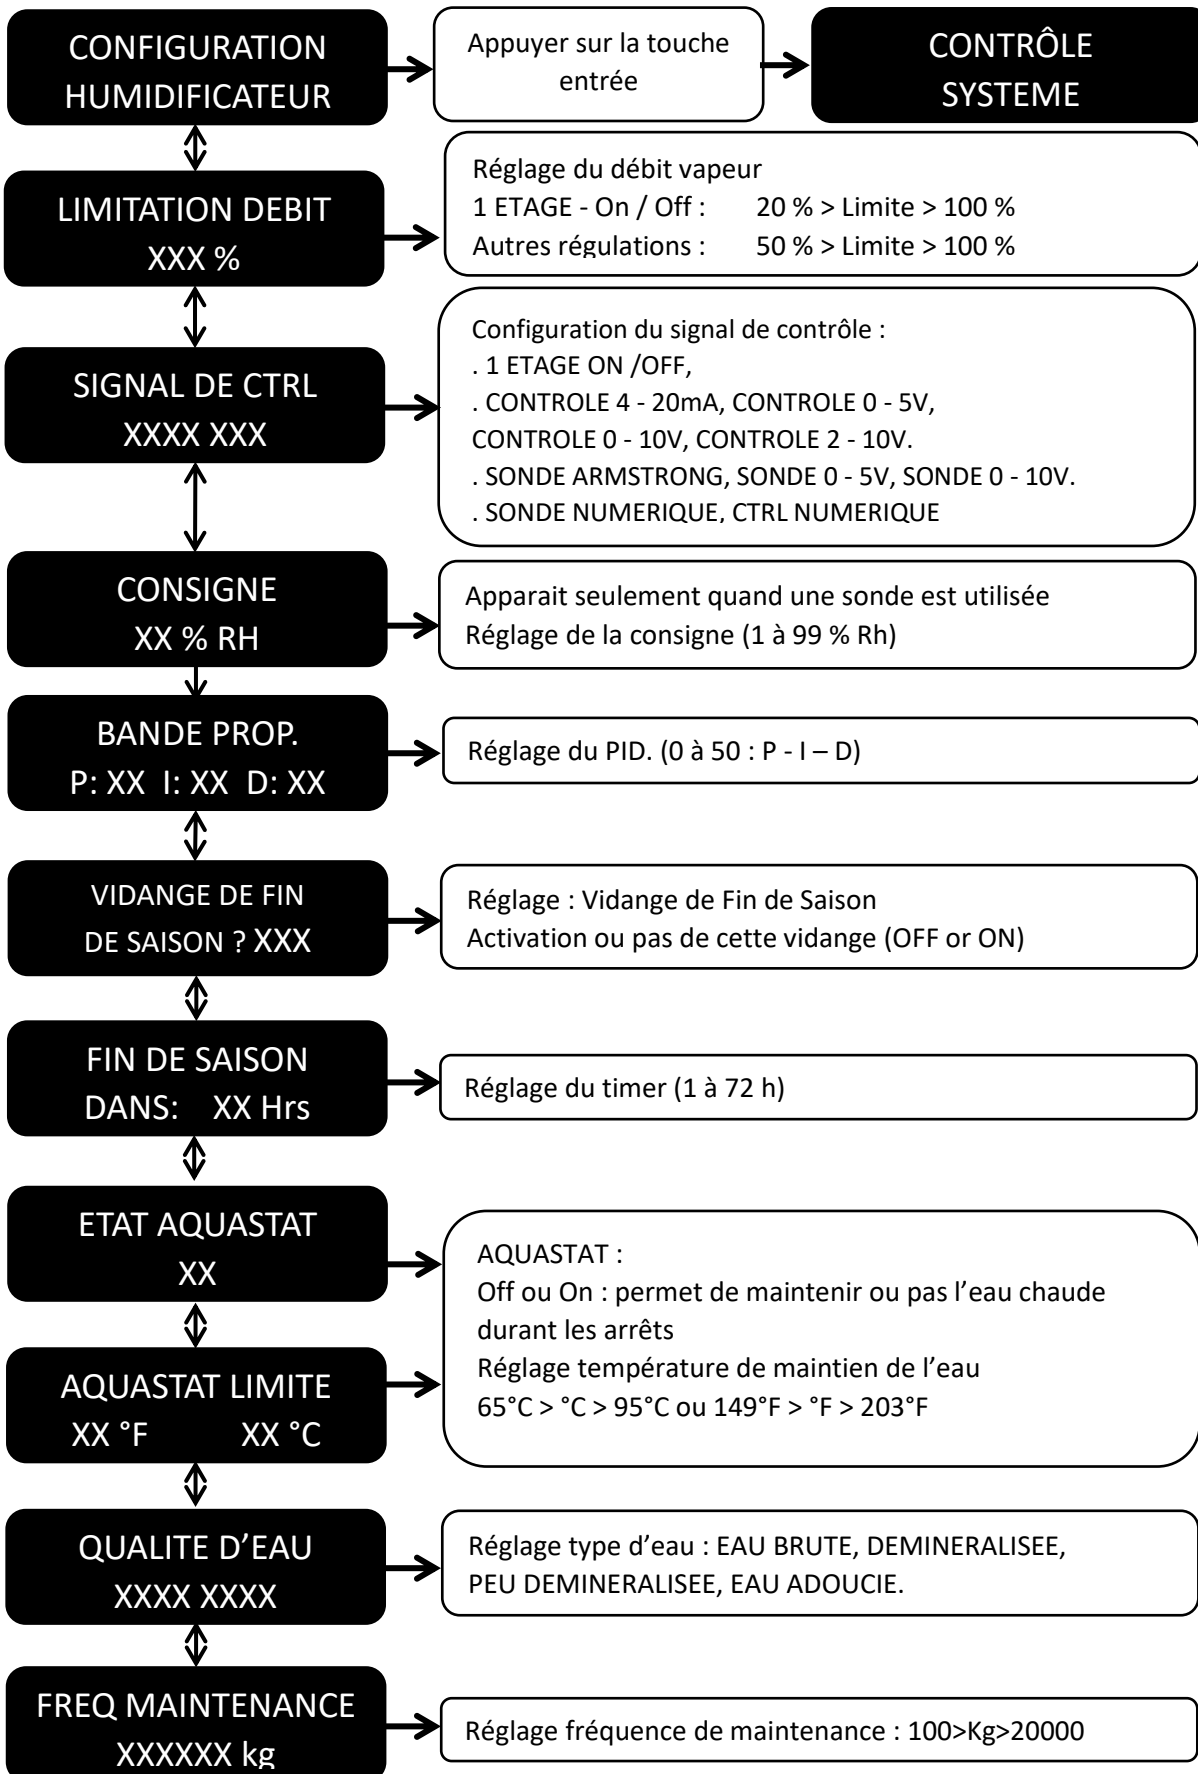 CONFIGURATION
HUMIDIFICATEUR
Appuyer sur la touche
entrée
CONTRÔLE
SYSTEME
LIMITATION DEBIT
XXX %
Réglage du débit vapeur
1 ETAGE - On / Off : 20 % > Limite > 100 %
Autres régulations : 50 % > Limite > 100 %
SIGNAL DE CTRL
XXXX XXX
Configuration du signal de contrôle :
. 1 ETAGE ON /OFF,
. CONTROLE 4 - 20mA, CONTROLE 0 - 5V,
CONTROLE 0 - 10V, CONTROLE 2 - 10V.
. SONDE ARMSTRONG, SONDE 0 - 5V, SONDE 0 - 10V.
. SONDE NUMERIQUE, CTRL NUMERIQUE
CONSIGNE
XX % RH
Apparait seulement quand une sonde est utilisée
Réglage de la consigne (1 à 99 % Rh)
BANDE PROP.
P: XX I: XX D: XX
Réglage du PID. (0 à 50 : P - I – D)
VIDANGE DE FIN
DE SAISON ? XXX
Réglage : Vidange de Fin de Saison
Activation ou pas de cette vidange (OFF or ON)
FIN DE SAISON
DANS: XX Hrs
Réglage du timer (1 à 72 h)
ETAT AQUASTAT
XX
AQUASTAT :
Off ou On : permet de maintenir ou pas l’eau chaude
durant les arrêts
Réglage température de maintien de l’eau
65°C > °C > 95°C ou 149°F > °F > 203°F
AQUASTAT LIMITE
XX °F XX °C
QUALITE D’EAU
XXXX XXXX
Réglage type d’eau : EAU BRUTE, DEMINERALISEE,
PEU DEMINERALISEE, EAU ADOUCIE.
FREQ MAINTENANCE
XXXXXX kg
Réglage fréquence de maintenance : 100>Kg>20000